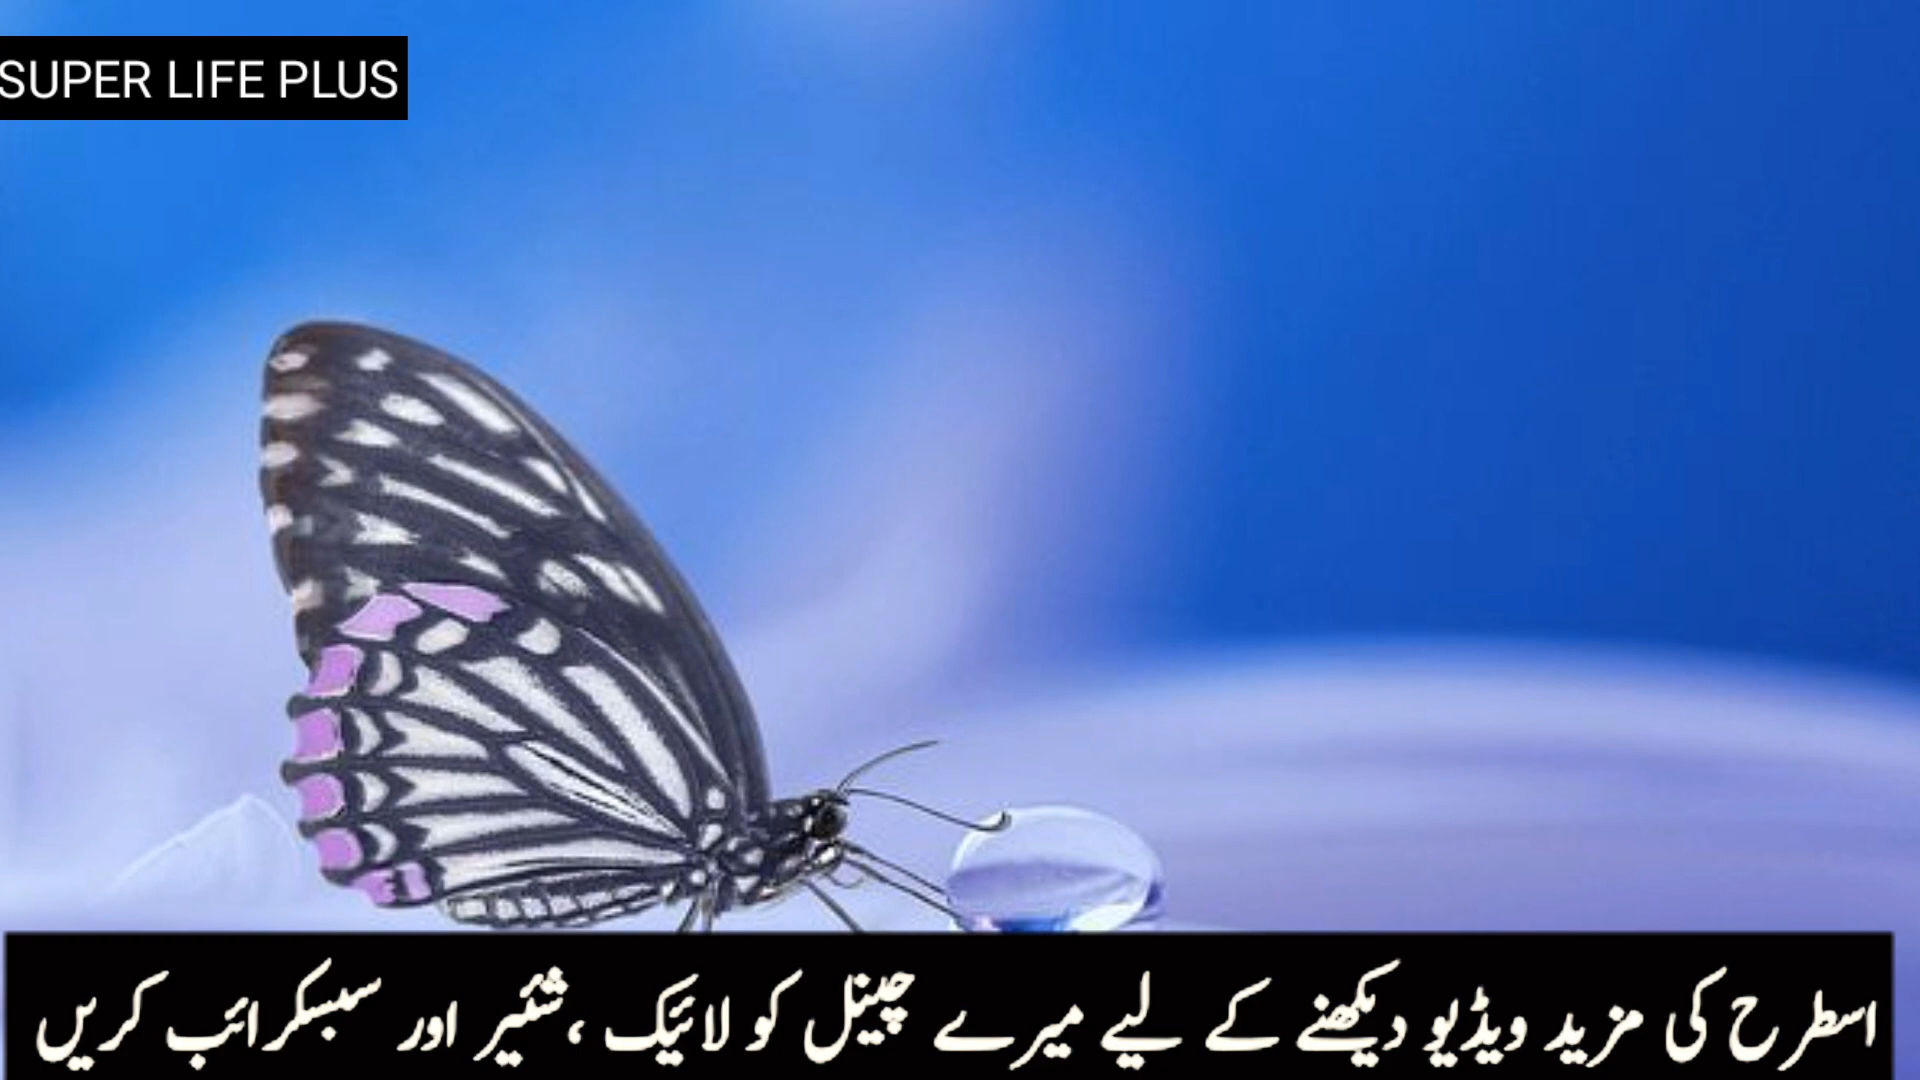 SUPER LIFE PLUS
اسطرح کی مزید ویڈیو دیکھنے کے لیے میرے چینل کو لائیک ،شئیر اور سبسکرائب کریں